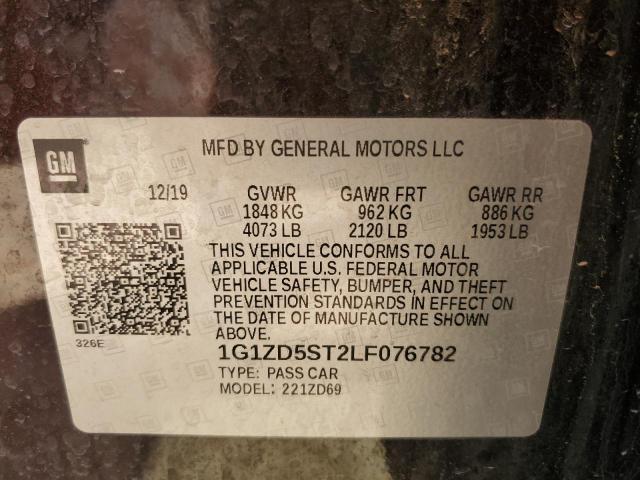 GM
MFD BY GENERAL MOTORS LLC
12/19 GVWR GAWR FRT GAWR RR
1848 KG 962 KG 886 KG
4073 LB 2120 LB 1953 LB
THIS VEHICLE CONFORMS TO ALL
APPLICABLE U.S. FEDERAL MOTOR
VEHICLE SAFETY, BUMPER, AND THEFT
PREVENTION STANDARDS IN EFFECT ON
THE DATE OF MANUFACTURE SHOWN
ABOVE.
326E
1G1ZD5ST2LF076782
TYPE: PASS CAR
MODEL: 221ZD69